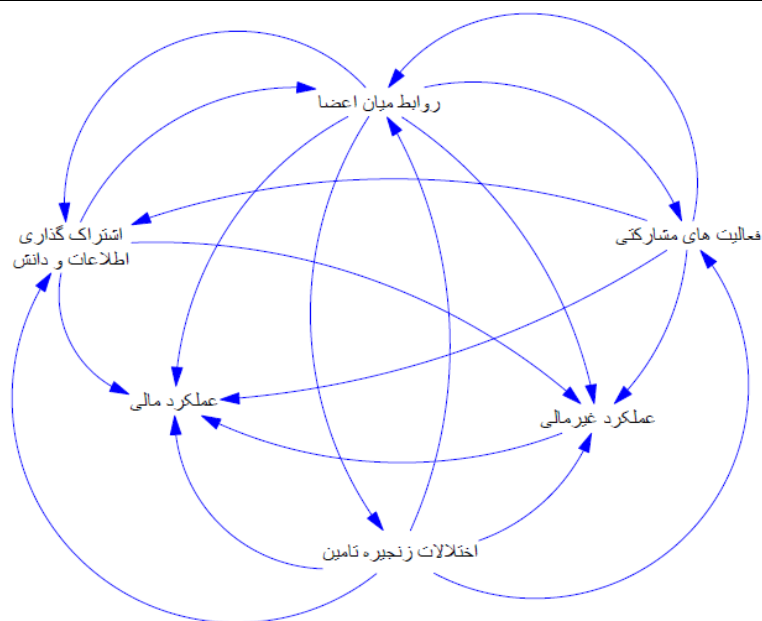 روابط میان اعضا
اشتراک گذاری
اطلاعات و دانش
فعالیت های مشارکتی
عملکرد مالی
عملکرد غیرمالی
اختلالات زنجیره تامین